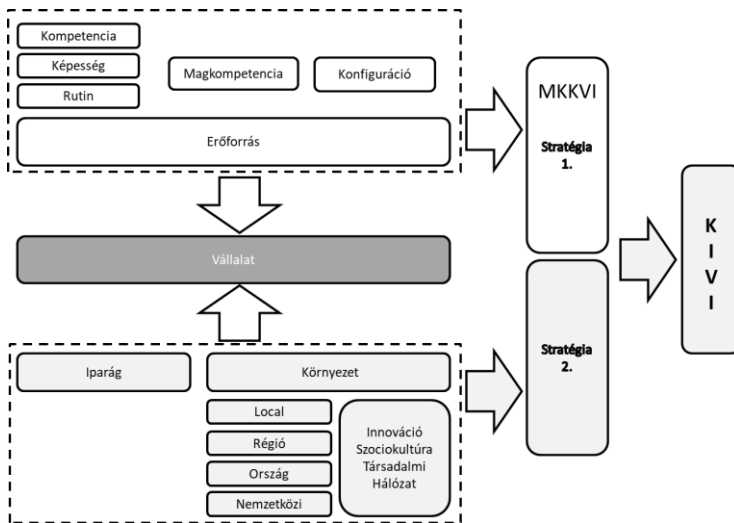 Kompetencia
Képesség
Rutin
Magkompetencia
Konfiguráció
Erőforrás
MKKVI
Stratégia
1.
Vállalat
K
I
V
I
Iparág
Környezet
Local
Régió
Ország
Nemzetközi
Innováció
Szociokultúra
Társadalmi
Hálózat
Stratégia
2.